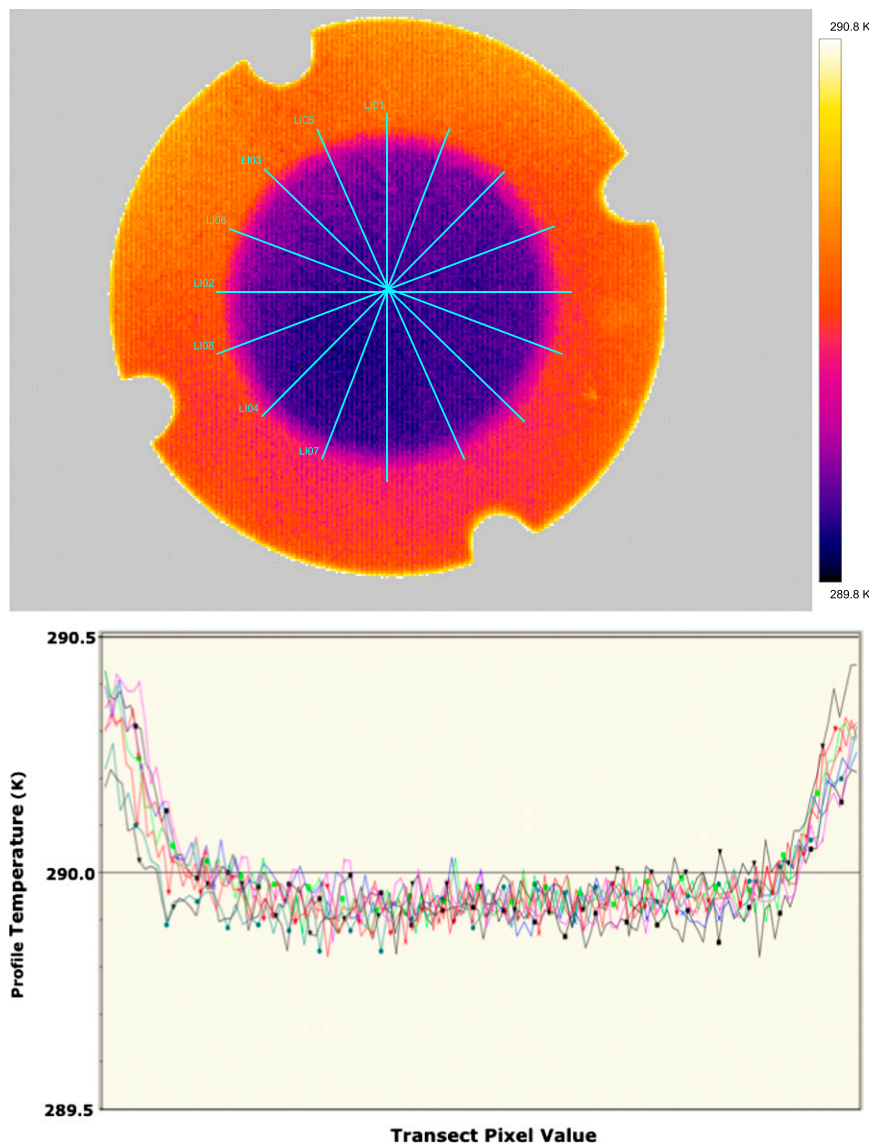 290.8 K
LI01
LI05
LI03
LI06
LI02
LI08
LI04
LI07
289.8 K
290.5
290.0
289.5
Profile Temperature (K)
Transect Pixel Value